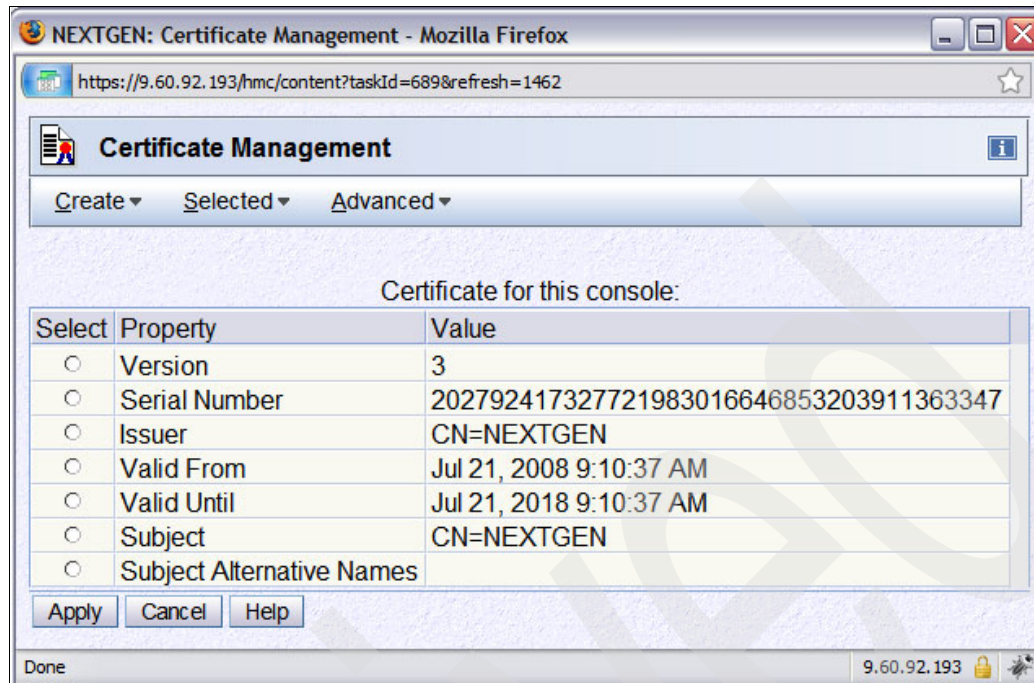 NEXTGEN: Certificate Management - Mozilla Firefox
https://9.60.92.193/hmc/content?taskId=689&refresh=1462
Certificate Management
Create Selected Advanced
Certificate for this console:
Select Property Value
Version 3
Serial Number 202792417327721983016646853203911363347
Issuer CN=NEXTGEN
Valid From Jul 21, 2008 9:10:37 AM
Valid Until Jul 21, 2018 9:10:37 AM
Subject CN=NEXTGEN
Subject Alternative Names
Apply Cancel Help
Done 9.60.92.193